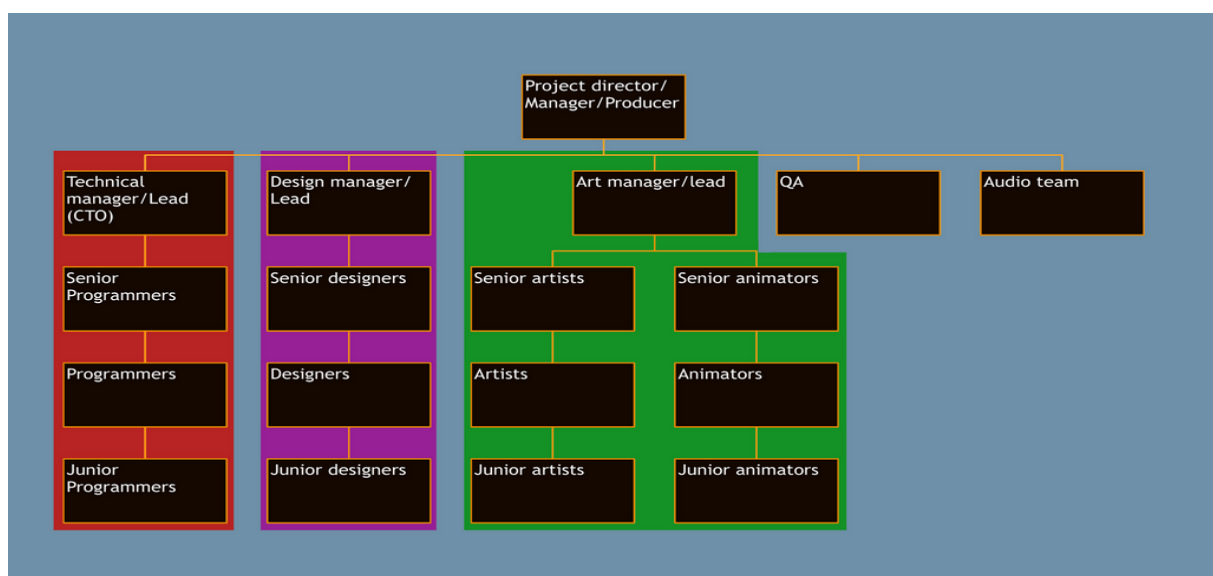 Project director/
Manager/Producer
Technical
manager/Lead
(CTO)
Design manager/
Lead
Art manager/lead
QA
Audio team
Senior
Programmers
Senior designers
Senior artists
Senior animators
Programmers
Designers
Artists
Animators
Junior
Programmers
Junior designers
Junior artists
Junior animators